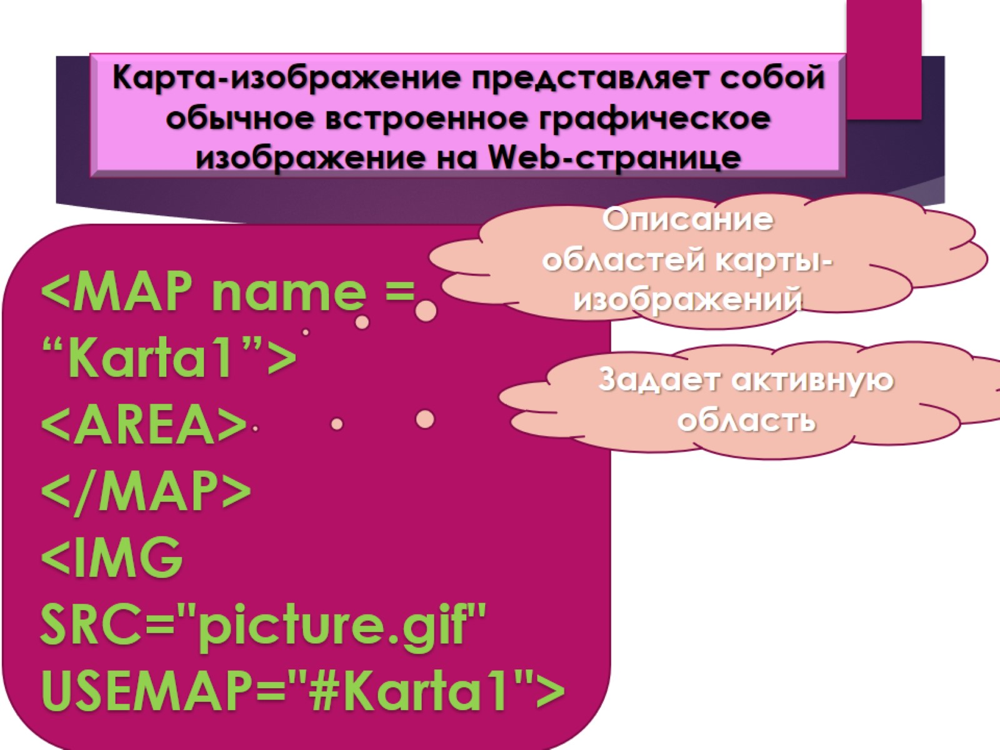 Карта-изображение представляет собой
обычное встроенное графическое
изображение на Web-странице
Описание
областей карты-
изображений
<MAP name =
“Karta1”>
Задает активную
область
<AREA>
</MAP>
<IMG
SRC="picture.gif"
USEMAP="#Karta1">